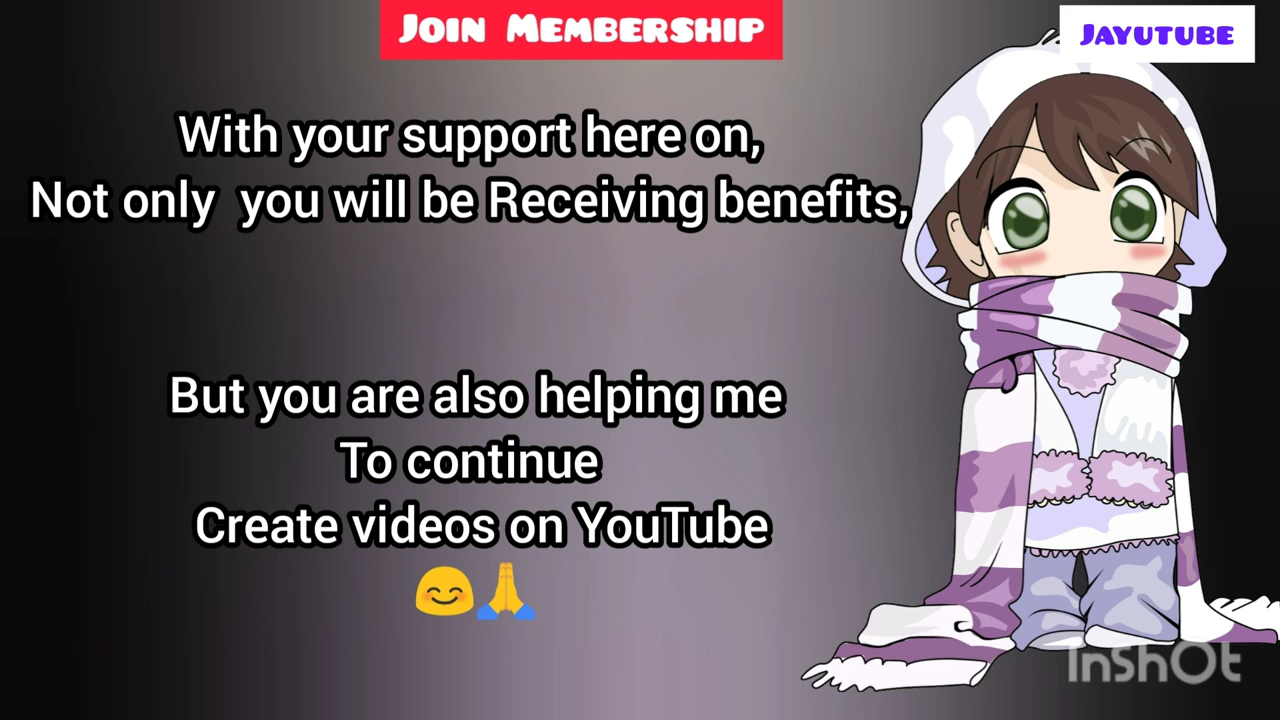 JOIN MEMBERSHIP
JAYUTUBE
With your support here on,
Not only you will be Receiving benefits,
But you are also helping me
To continue
Create videos on YouTube
😊🙏
InShOt